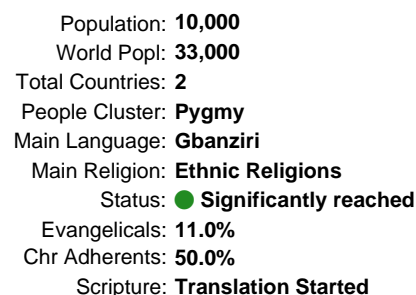 Population: 10,000
World Popl: 33,000
Total Countries: 2
People Cluster: Pygmy
Main Language: Gbanziri
Main Religion: Ethnic Religions
Status: Significantly reached
Evangelicals: 11.0%
Chr Adherents: 50.0%
Scripture: Translation Started